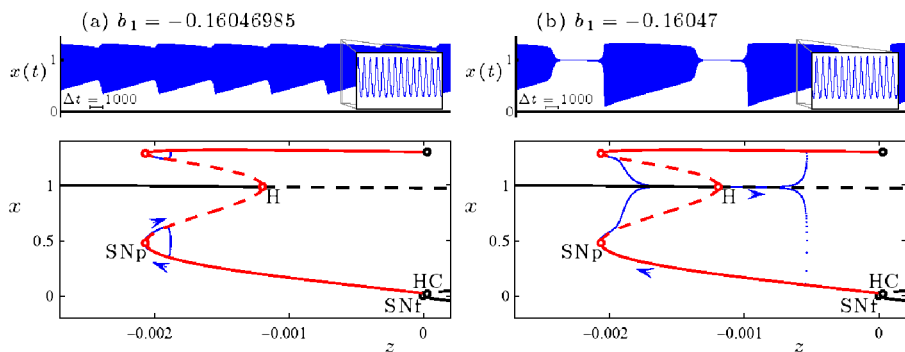 (a) b₁ = −0.16046985
(b) b₁ = −0.16047
x(t)
1
0
Δt = 1000
x(t)
1
0
Δt = 1000
x
1
0.5
0
H
SNp
HC
SNf
−0.002
−0.001
0
z
x
1
0.5
0
H
SNp
HC
SNf
−0.002
−0.001
0
z